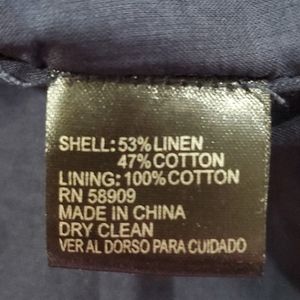 SHELL: 53% LINEN
47% COTTON
LINING: 100% COTTON
RN 58909
MADE IN CHINA
DRY CLEAN
VER AL DORSO PARA CUIDADO